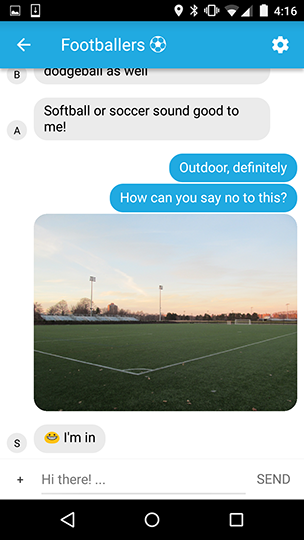 4:16
Footballers ⚽
B
dodgeball as well
A
Softball or soccer sound good to
me!
Outdoor, definitely
How can you say no to this?
S
😁 I'm in
+
Hi there! ...
SEND